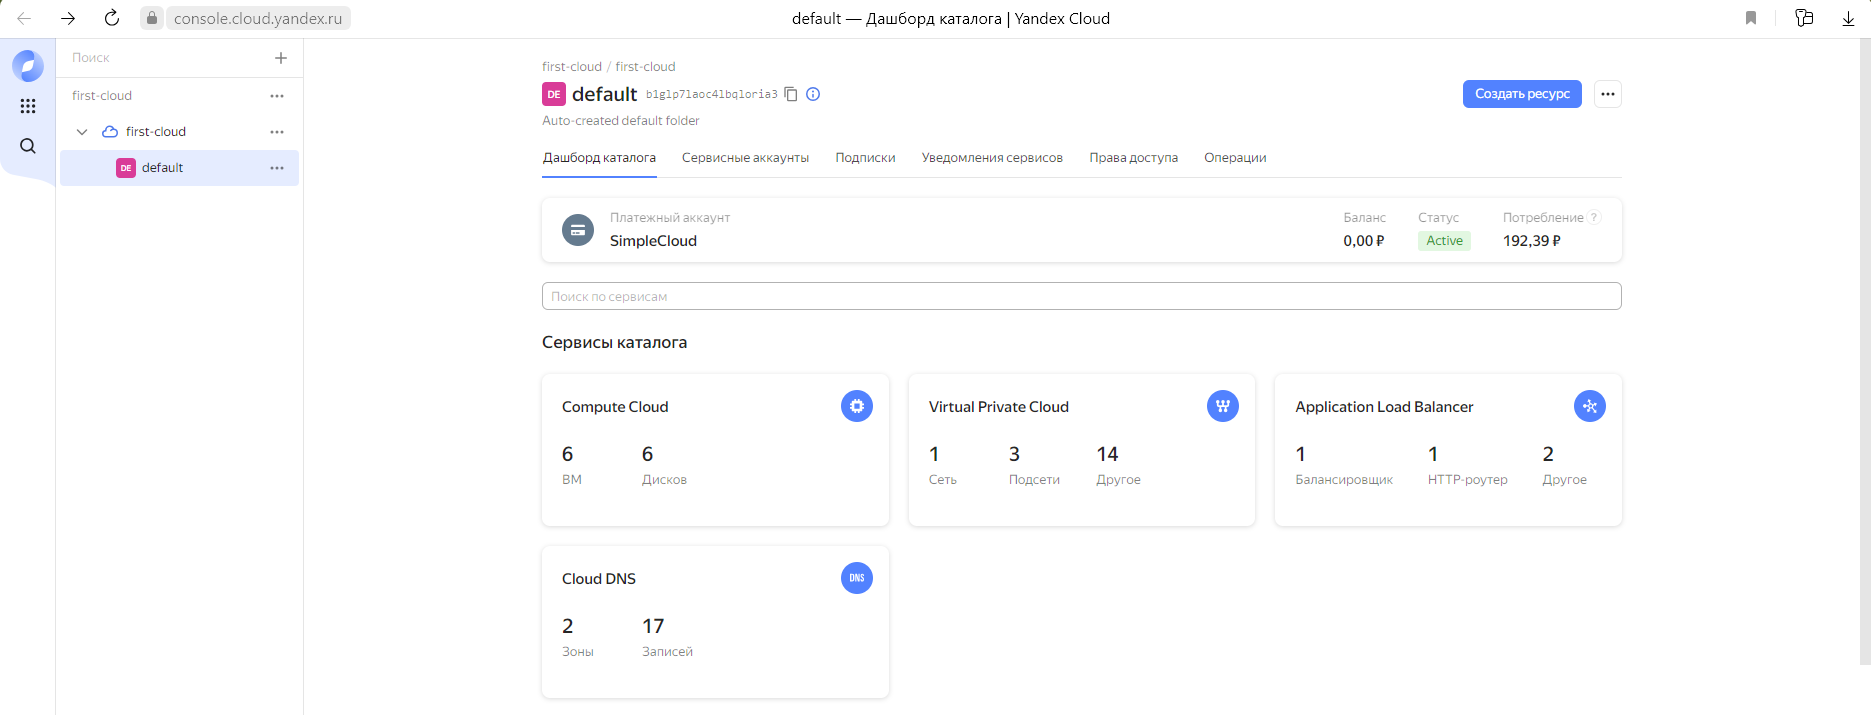 console.cloud.yandex.ru
default — Дашборд каталога | Yandex Cloud
Поиск
first-cloud
first-cloud
DE default
first-cloud / first-cloud
DE default b1glp7laoc4lbqloria3
Auto-created default folder
Создать ресурс
Дашборд каталога Сервисные аккаунты Подписки Уведомления сервисов Права доступа Операции
Платежный аккаунт
SimpleCloud
Баланс Статус Потребление ?
0,00 ₽ Active 192,39 ₽
Поиск по сервисам
Сервисы каталога
Compute Cloud
6 6
ВМ Дисков
Virtual Private Cloud
1 3 14
Сеть Подсети Другое
Application Load Balancer
1 1 2
Балансировщик HTTP-роутер Другое
Cloud DNS DNS
2 17
Зоны Записей